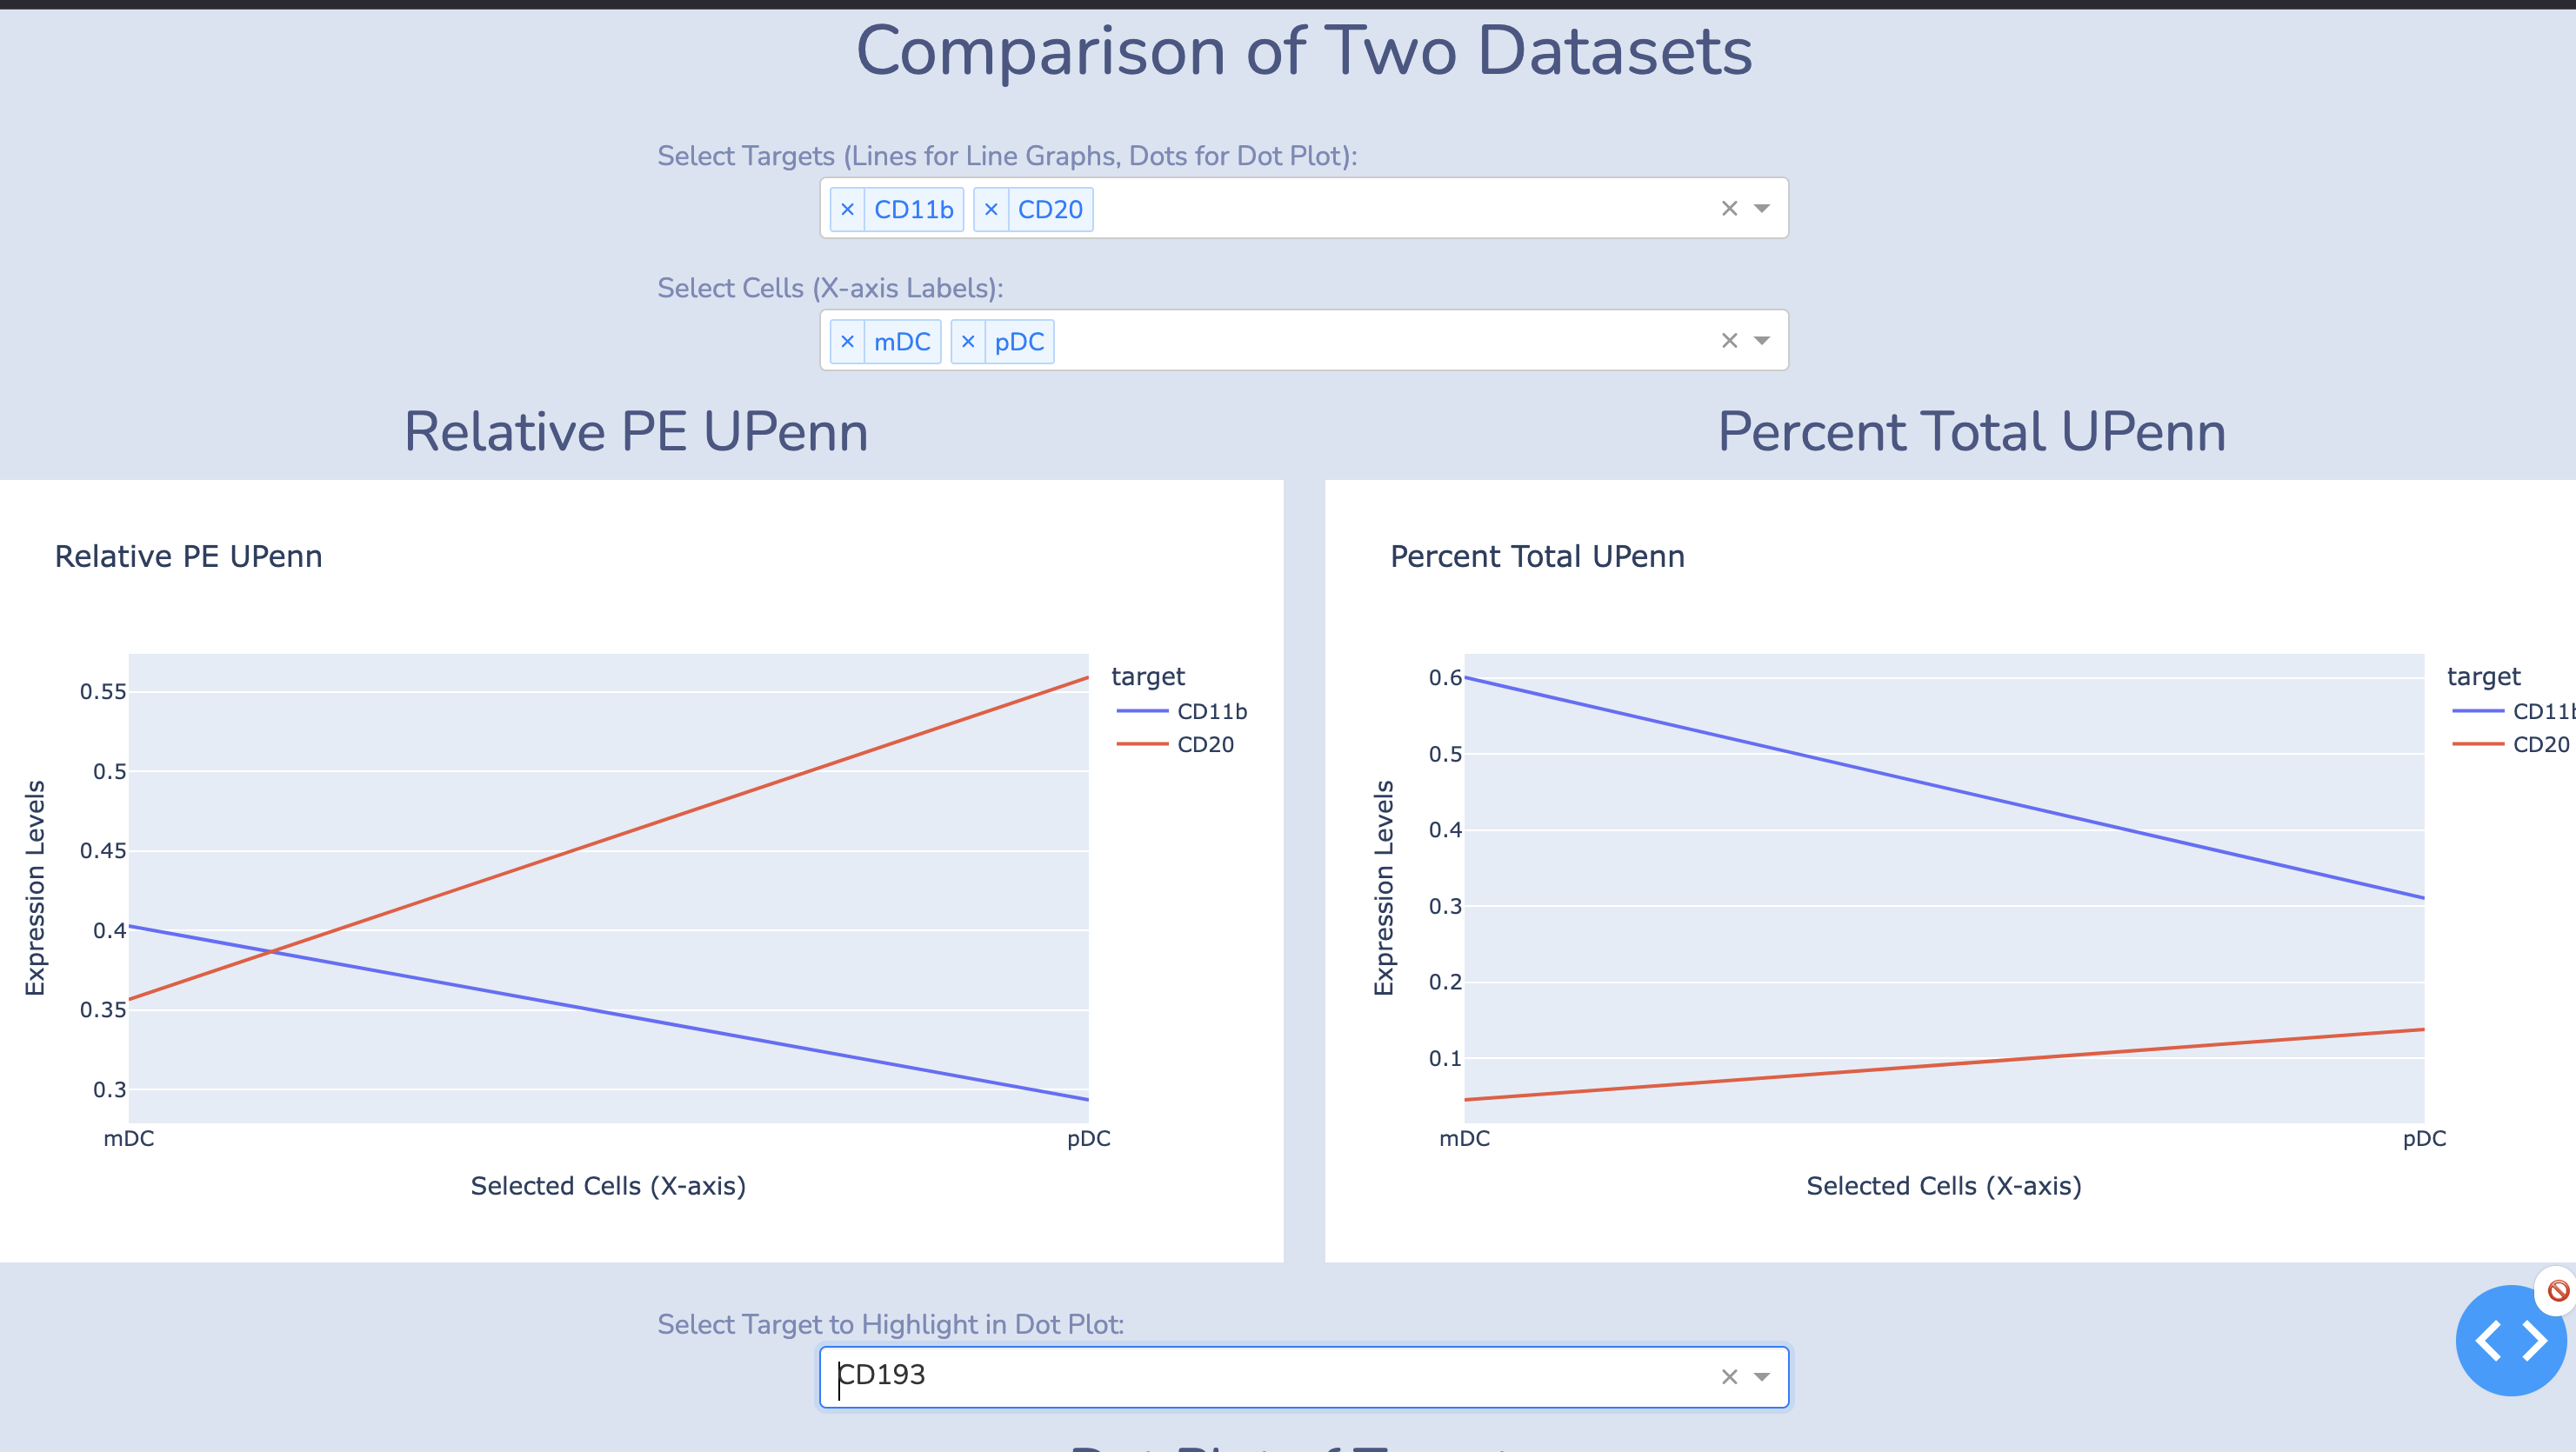 Comparison of Two Datasets
Select Targets (Lines for Line Graphs, Dots for Dot Plot):
× CD11b × CD20
Select Cells (X-axis Labels):
× mDC × pDC
Relative PE UPenn
Percent Total UPenn
Relative PE UPenn
target
CD11b
CD20
Expression Levels
0.55
0.5
0.45
0.4
0.35
0.3
mDC
pDC
Selected Cells (X-axis)
Percent Total UPenn
target
CD11b
CD20
Expression Levels
0.6
0.5
0.4
0.3
0.2
0.1
mDC
pDC
Selected Cells (X-axis)
Select Target to Highlight in Dot Plot:
CD193